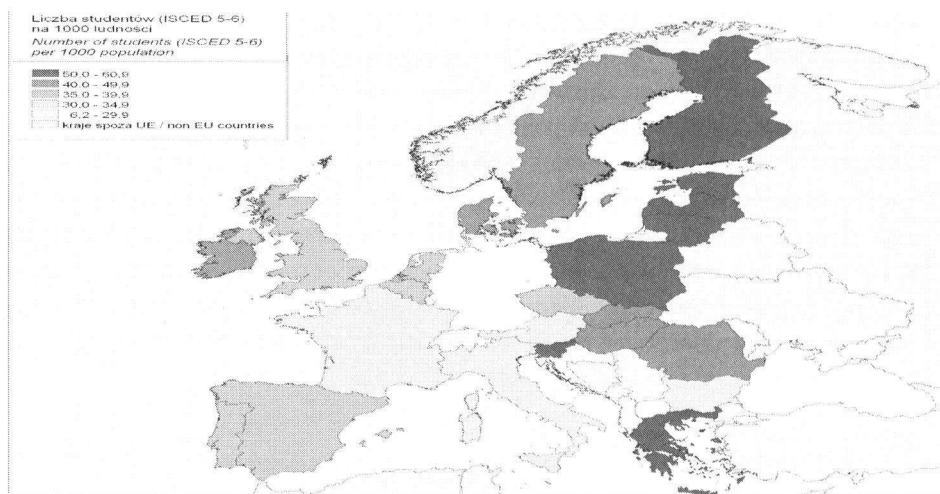 Liczba studentów (ISCED 5-6)
na 1000 ludności
Number of students (ISCED 5-6)
per 1000 population
50,0 - 60,9
40,0 - 49,9
35,0 - 39,9
30,0 - 34,9
6,2 - 29,9
kraje spoza UE / non EU countries